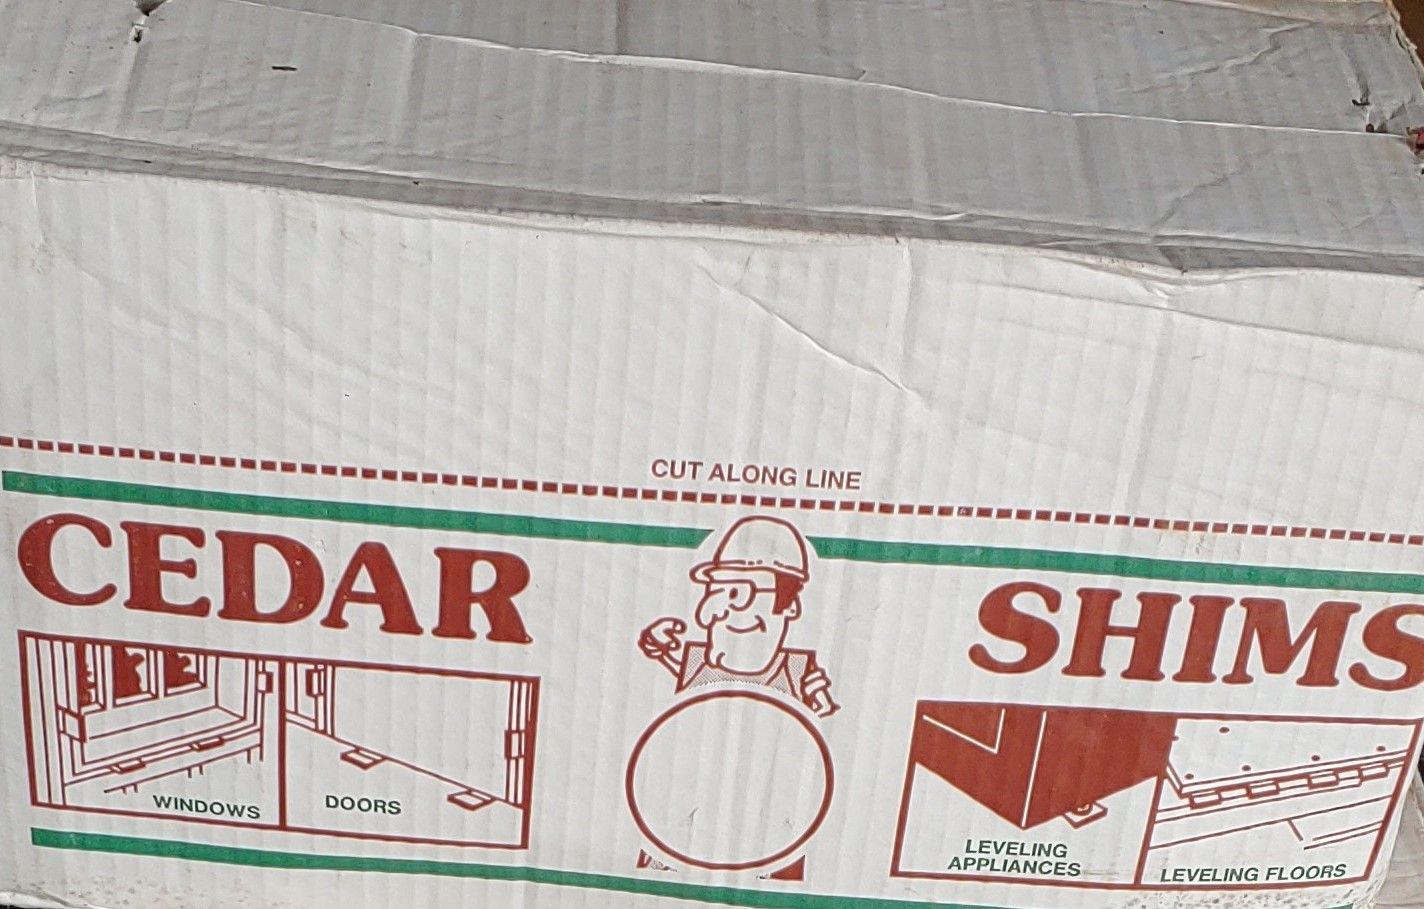 CUT ALONG LINE
CEDAR SHIMS
WINDOWS
DOORS
LEVELING
APPLIANCES
LEVELING FLOORS